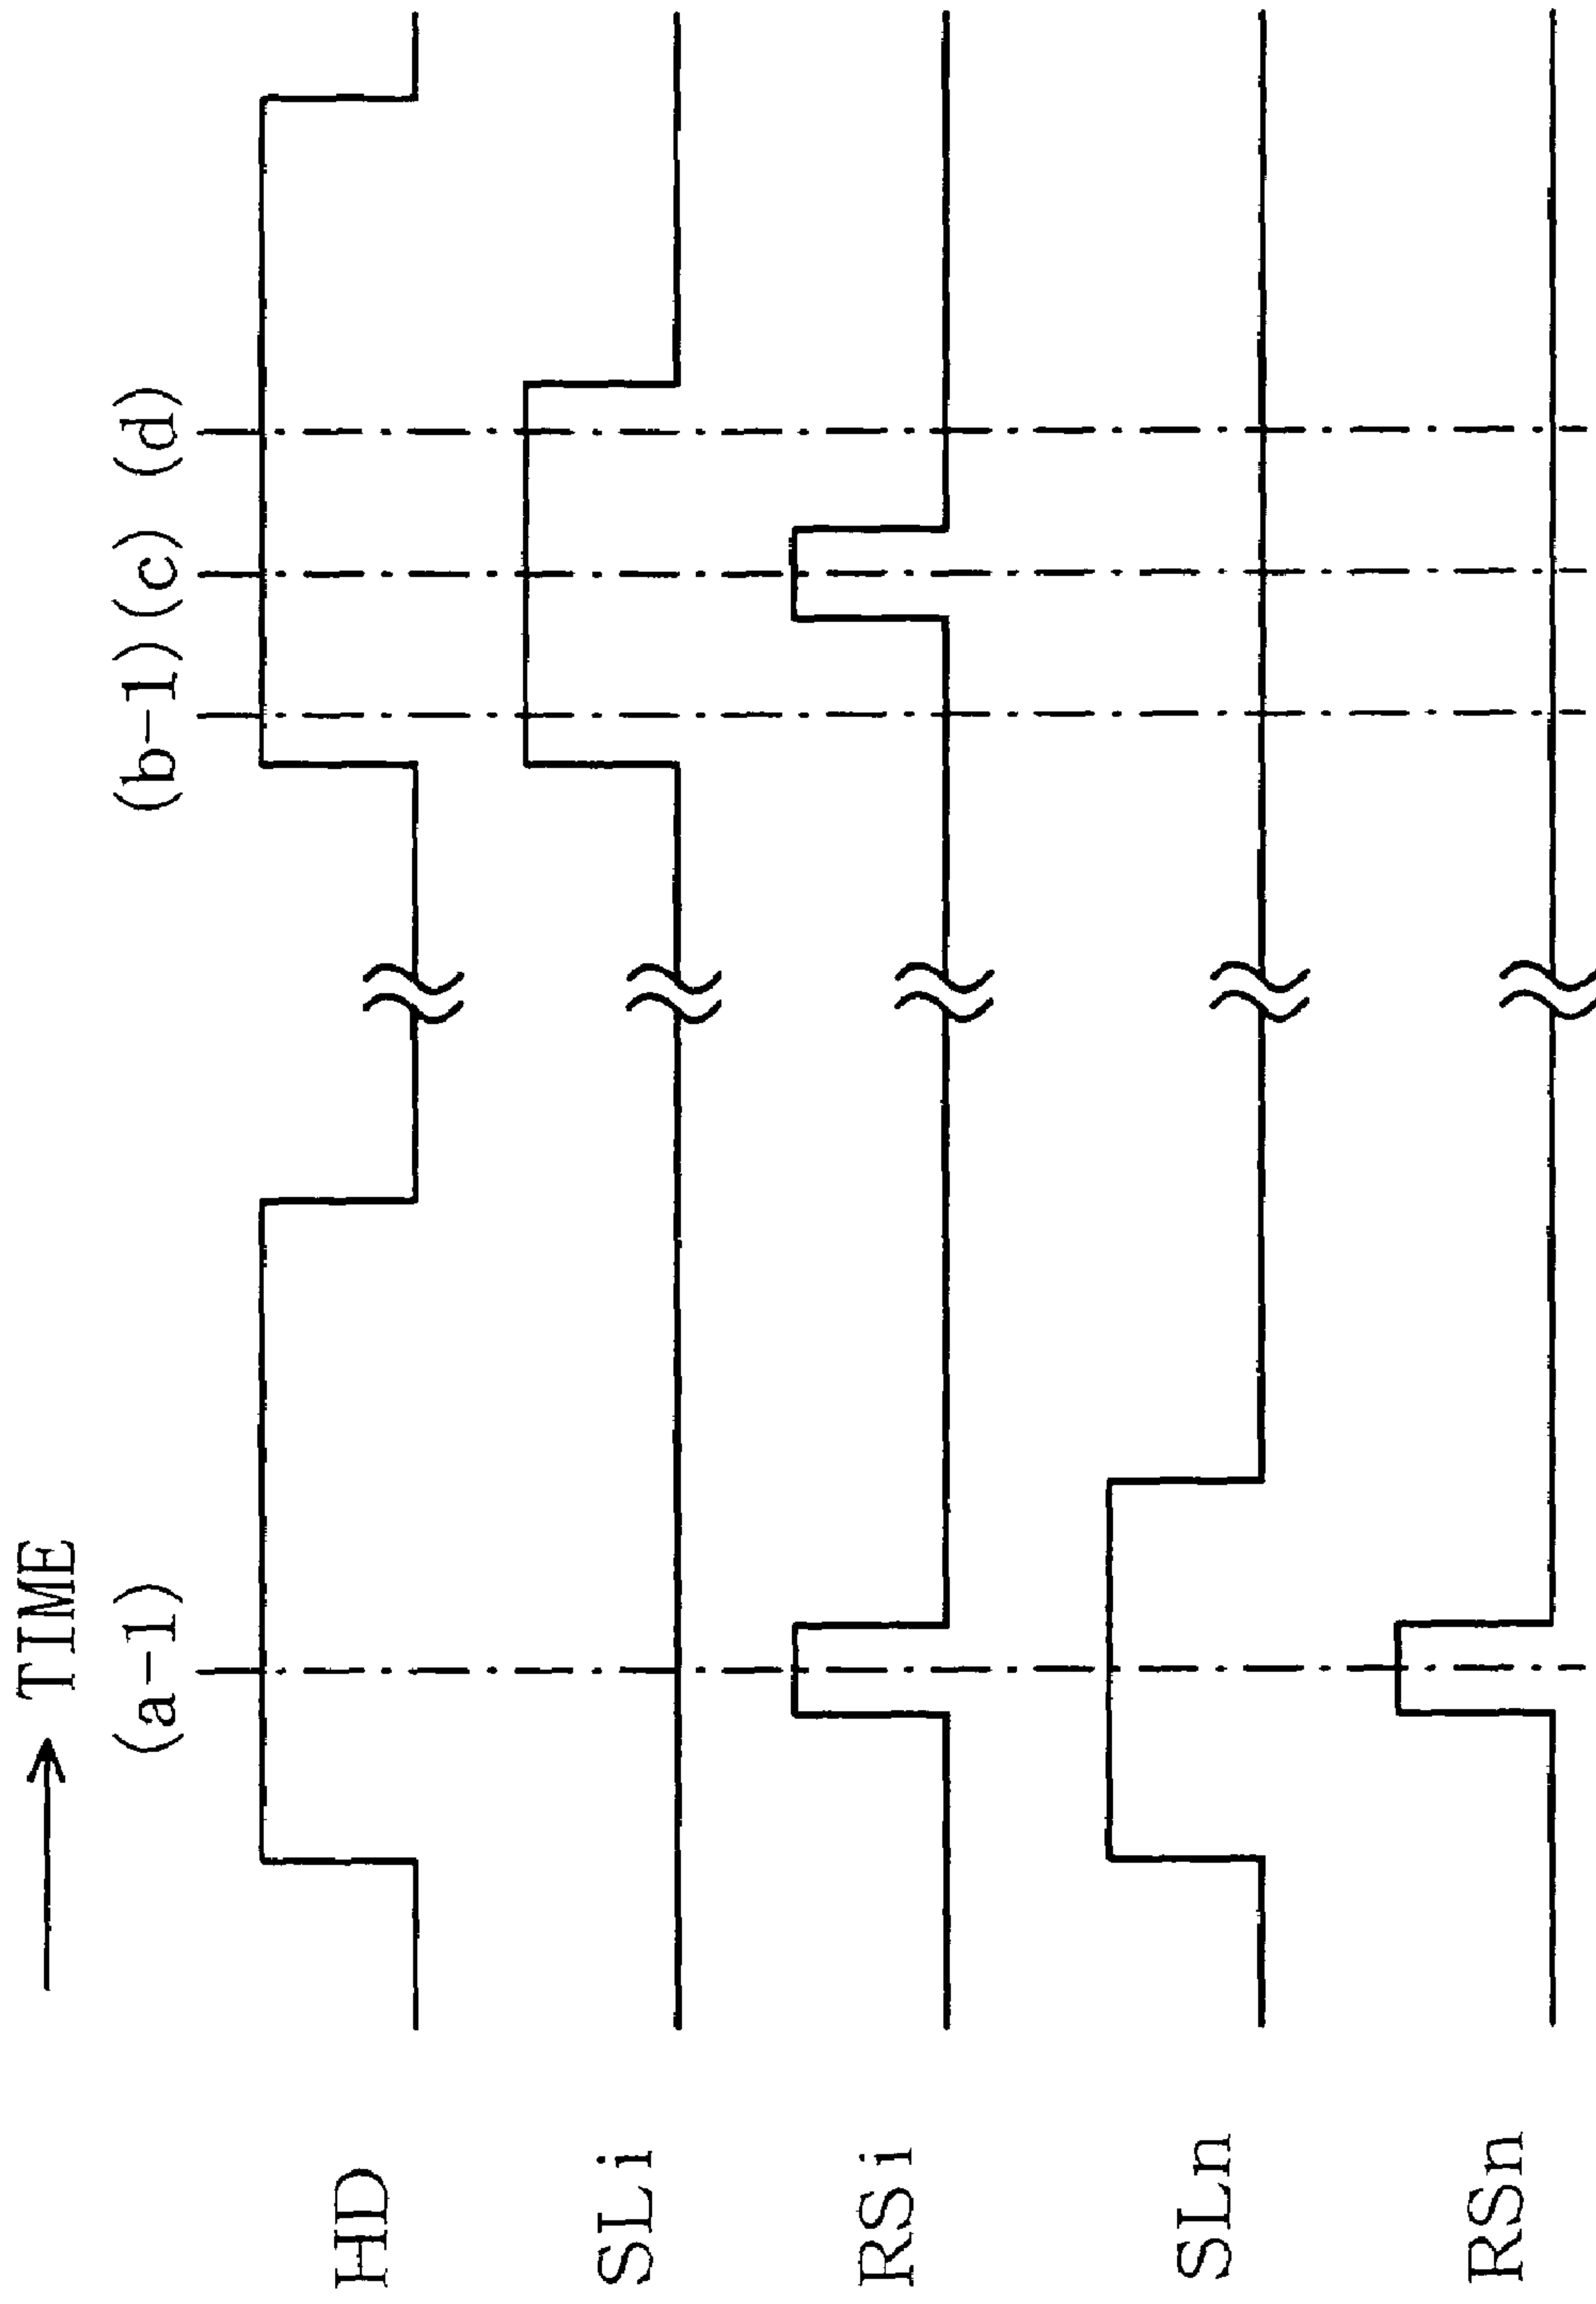 TIME
(a-1)
(b-1) (c) (d)
HD
SLi
RSi
SLn
RSn